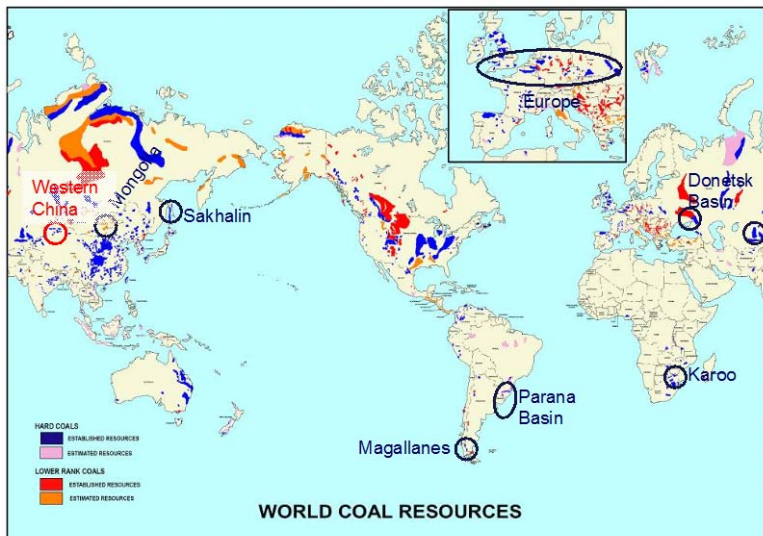 Europe
Western
China
Mongolia
Sakhalin
Donetsk
Basin
Karoo
Parana
Basin
Magallanes
HARD COALS
ESTABLISHED RESOURCES
ESTIMATED RESOURCES
LOWER RANK COALS
ESTABLISHED RESOURCES
ESTIMATED RESOURCES
WORLD COAL RESOURCES